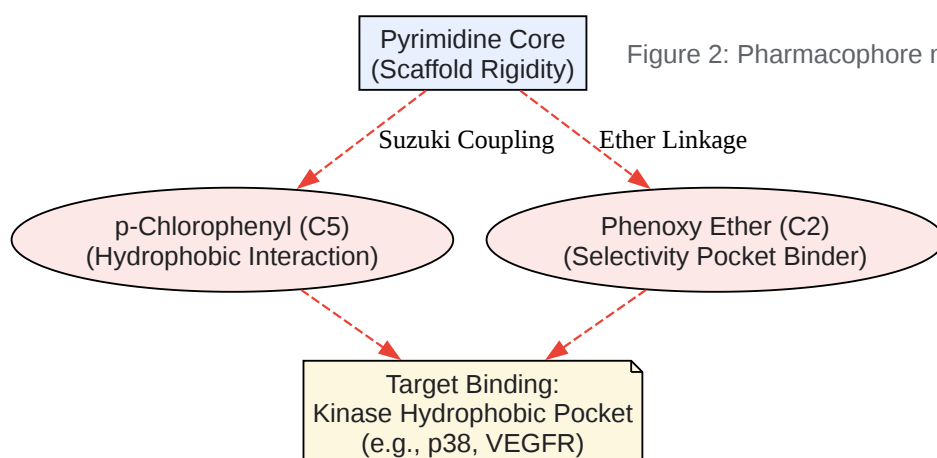 Pyrimidine Core
(Scaffold Rigidity)
Figure 2: Pharmacophore
Suzuki Coupling
Ether Linkage
p-Chlorophenyl (C5)
(Hydrophobic Interaction)
Phenoxy Ether (C2)
(Selectivity Pocket Binder)
Target Binding:
Kinase Hydrophobic Pocket
(e.g., p38, VEGFR)